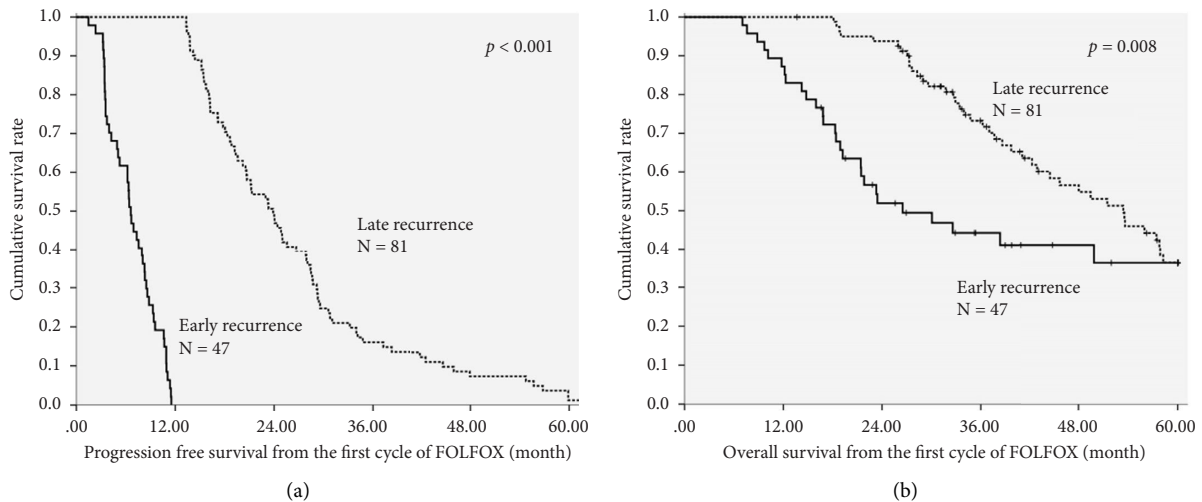 1.0
0.9
0.8
0.7
0.6
0.5
0.4
0.3
0.2
0.1
0.0
Cumulative survival rate
p < 0.001
Late recurrence
N = 81
Early recurrence
N = 47
.00 12.00 24.00 36.00 48.00 60.00
Progression free survival from the first cycle of FOLFOX (month)
(a)
1.0
0.9
0.8
0.7
0.6
0.5
0.4
0.3
0.2
0.1
0.0
Cumulative survival rate
p = 0.008
Late recurrence
N = 81
Early recurrence
N = 47
.00 12.00 24.00 36.00 48.00 60.00
Overall survival from the first cycle of FOLFOX (month)
(b)